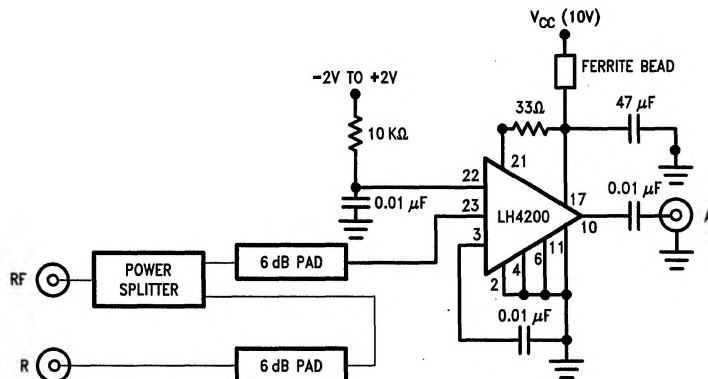 V_CC (10V)
FERRITE BEAD
-2V TO +2V
33Ω
47 μF
10 KΩ
21
22
0.01 μF
23
17
0.01 μF
LH4200
10
A
3
11
6
4
2
6 dB PAD
POWER
SPLITTER
RF
0.01 μF
R
6 dB PAD